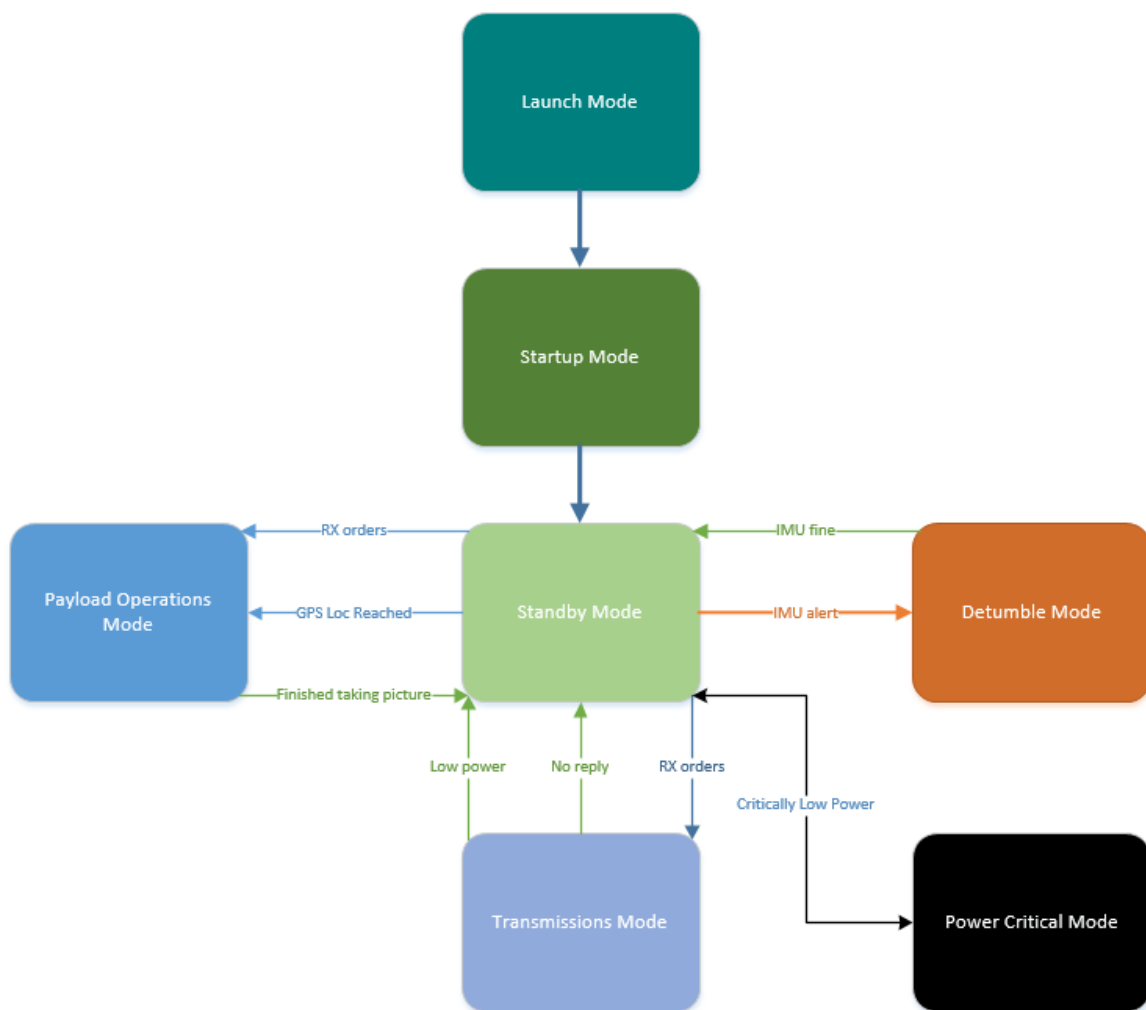 Launch Mode
Startup Mode
RX orders
IMU fine
Payload Operations
Mode
GPS Loc Reached
Standby Mode
IMU alert
Detumble Mode
Finished taking picture
Low power
No reply
RX orders
Critically Low Power
Transmissions Mode
Power Critical Mode